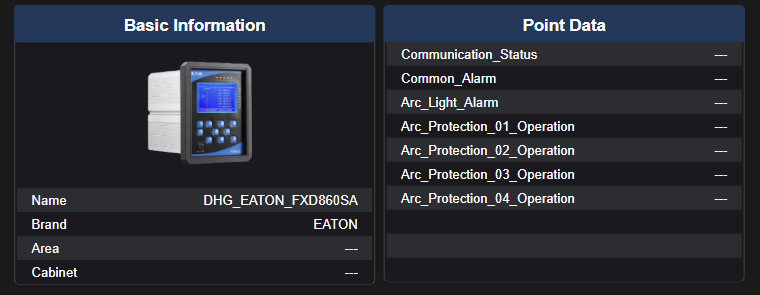 Basic Information
Name DHG_EATON_FXD860SA
Brand EATON
Area ---
Cabinet ---
Point Data
Communication_Status ---
Common_Alarm ---
Arc_Light_Alarm ---
Arc_Protection_01_Operation ---
Arc_Protection_02_Operation ---
Arc_Protection_03_Operation ---
Arc_Protection_04_Operation ---